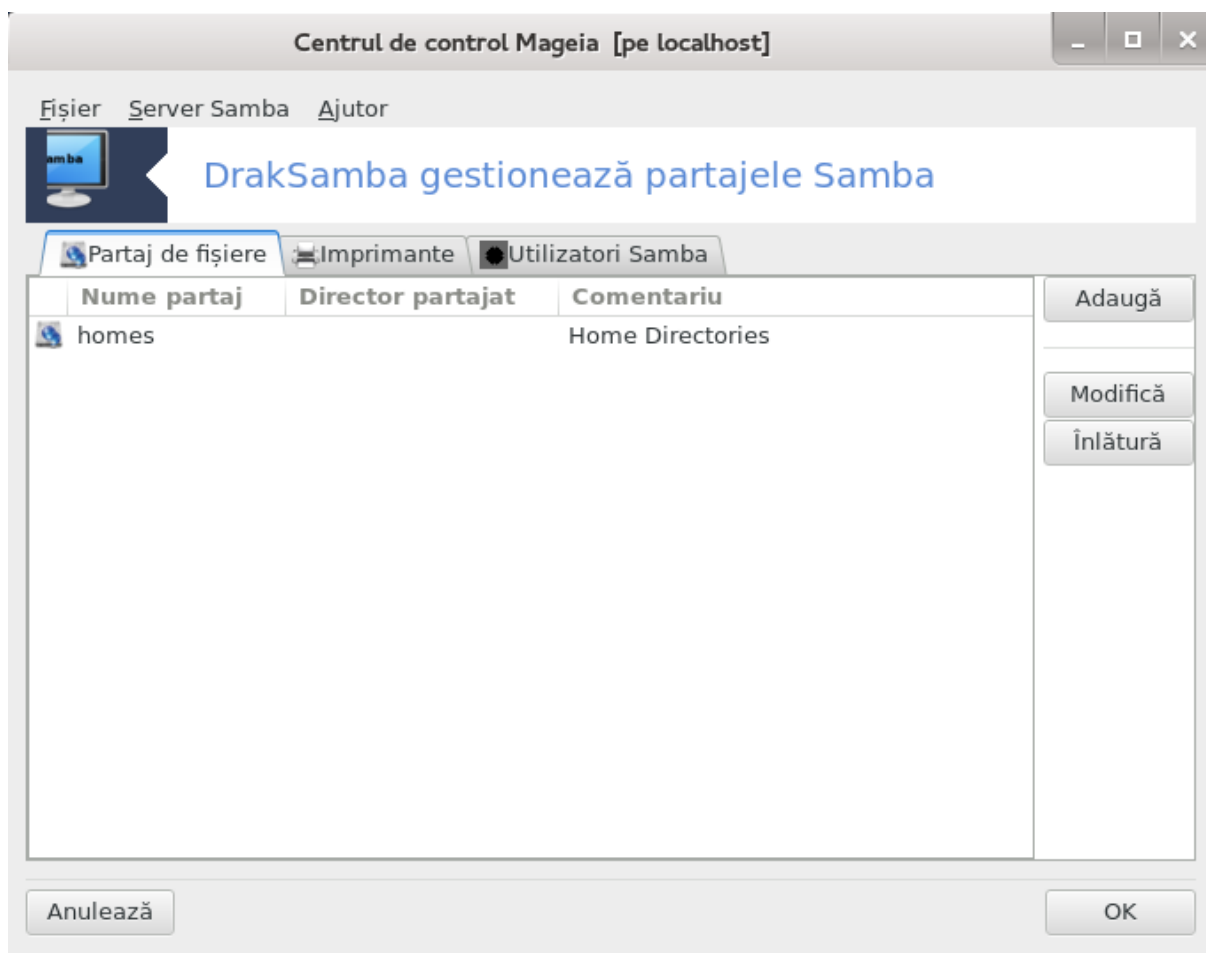 Centrul de control Mageia [pe localhost]
Fișier Server Samba Ajutor
amba
DrakSamba gestionează partajele Samba
Partaj de fișiere Imprimante Utilizatori Samba
Nume partaj Director partajat Comentariu
homes Home Directories
Adaugă
Modifică
Înlătură
Anulează OK